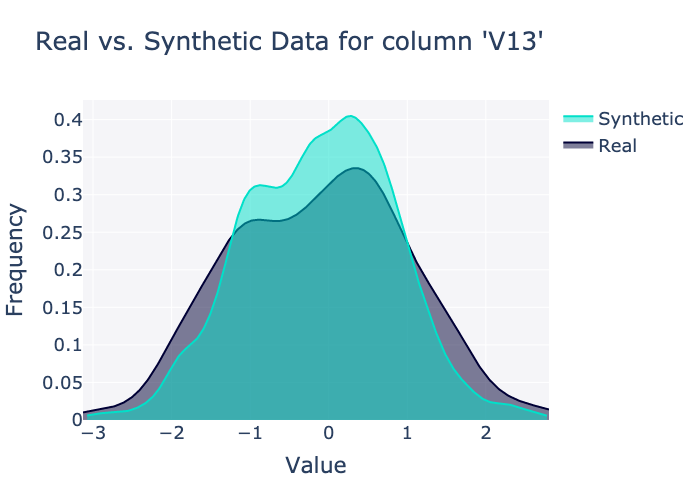 Real vs. Synthetic Data for column 'V13'
Synthetic
Real
Frequency
0.4
0.35
0.3
0.25
0.2
0.15
0.1
0.05
0
−3 −2 −1 0 1 2
Value